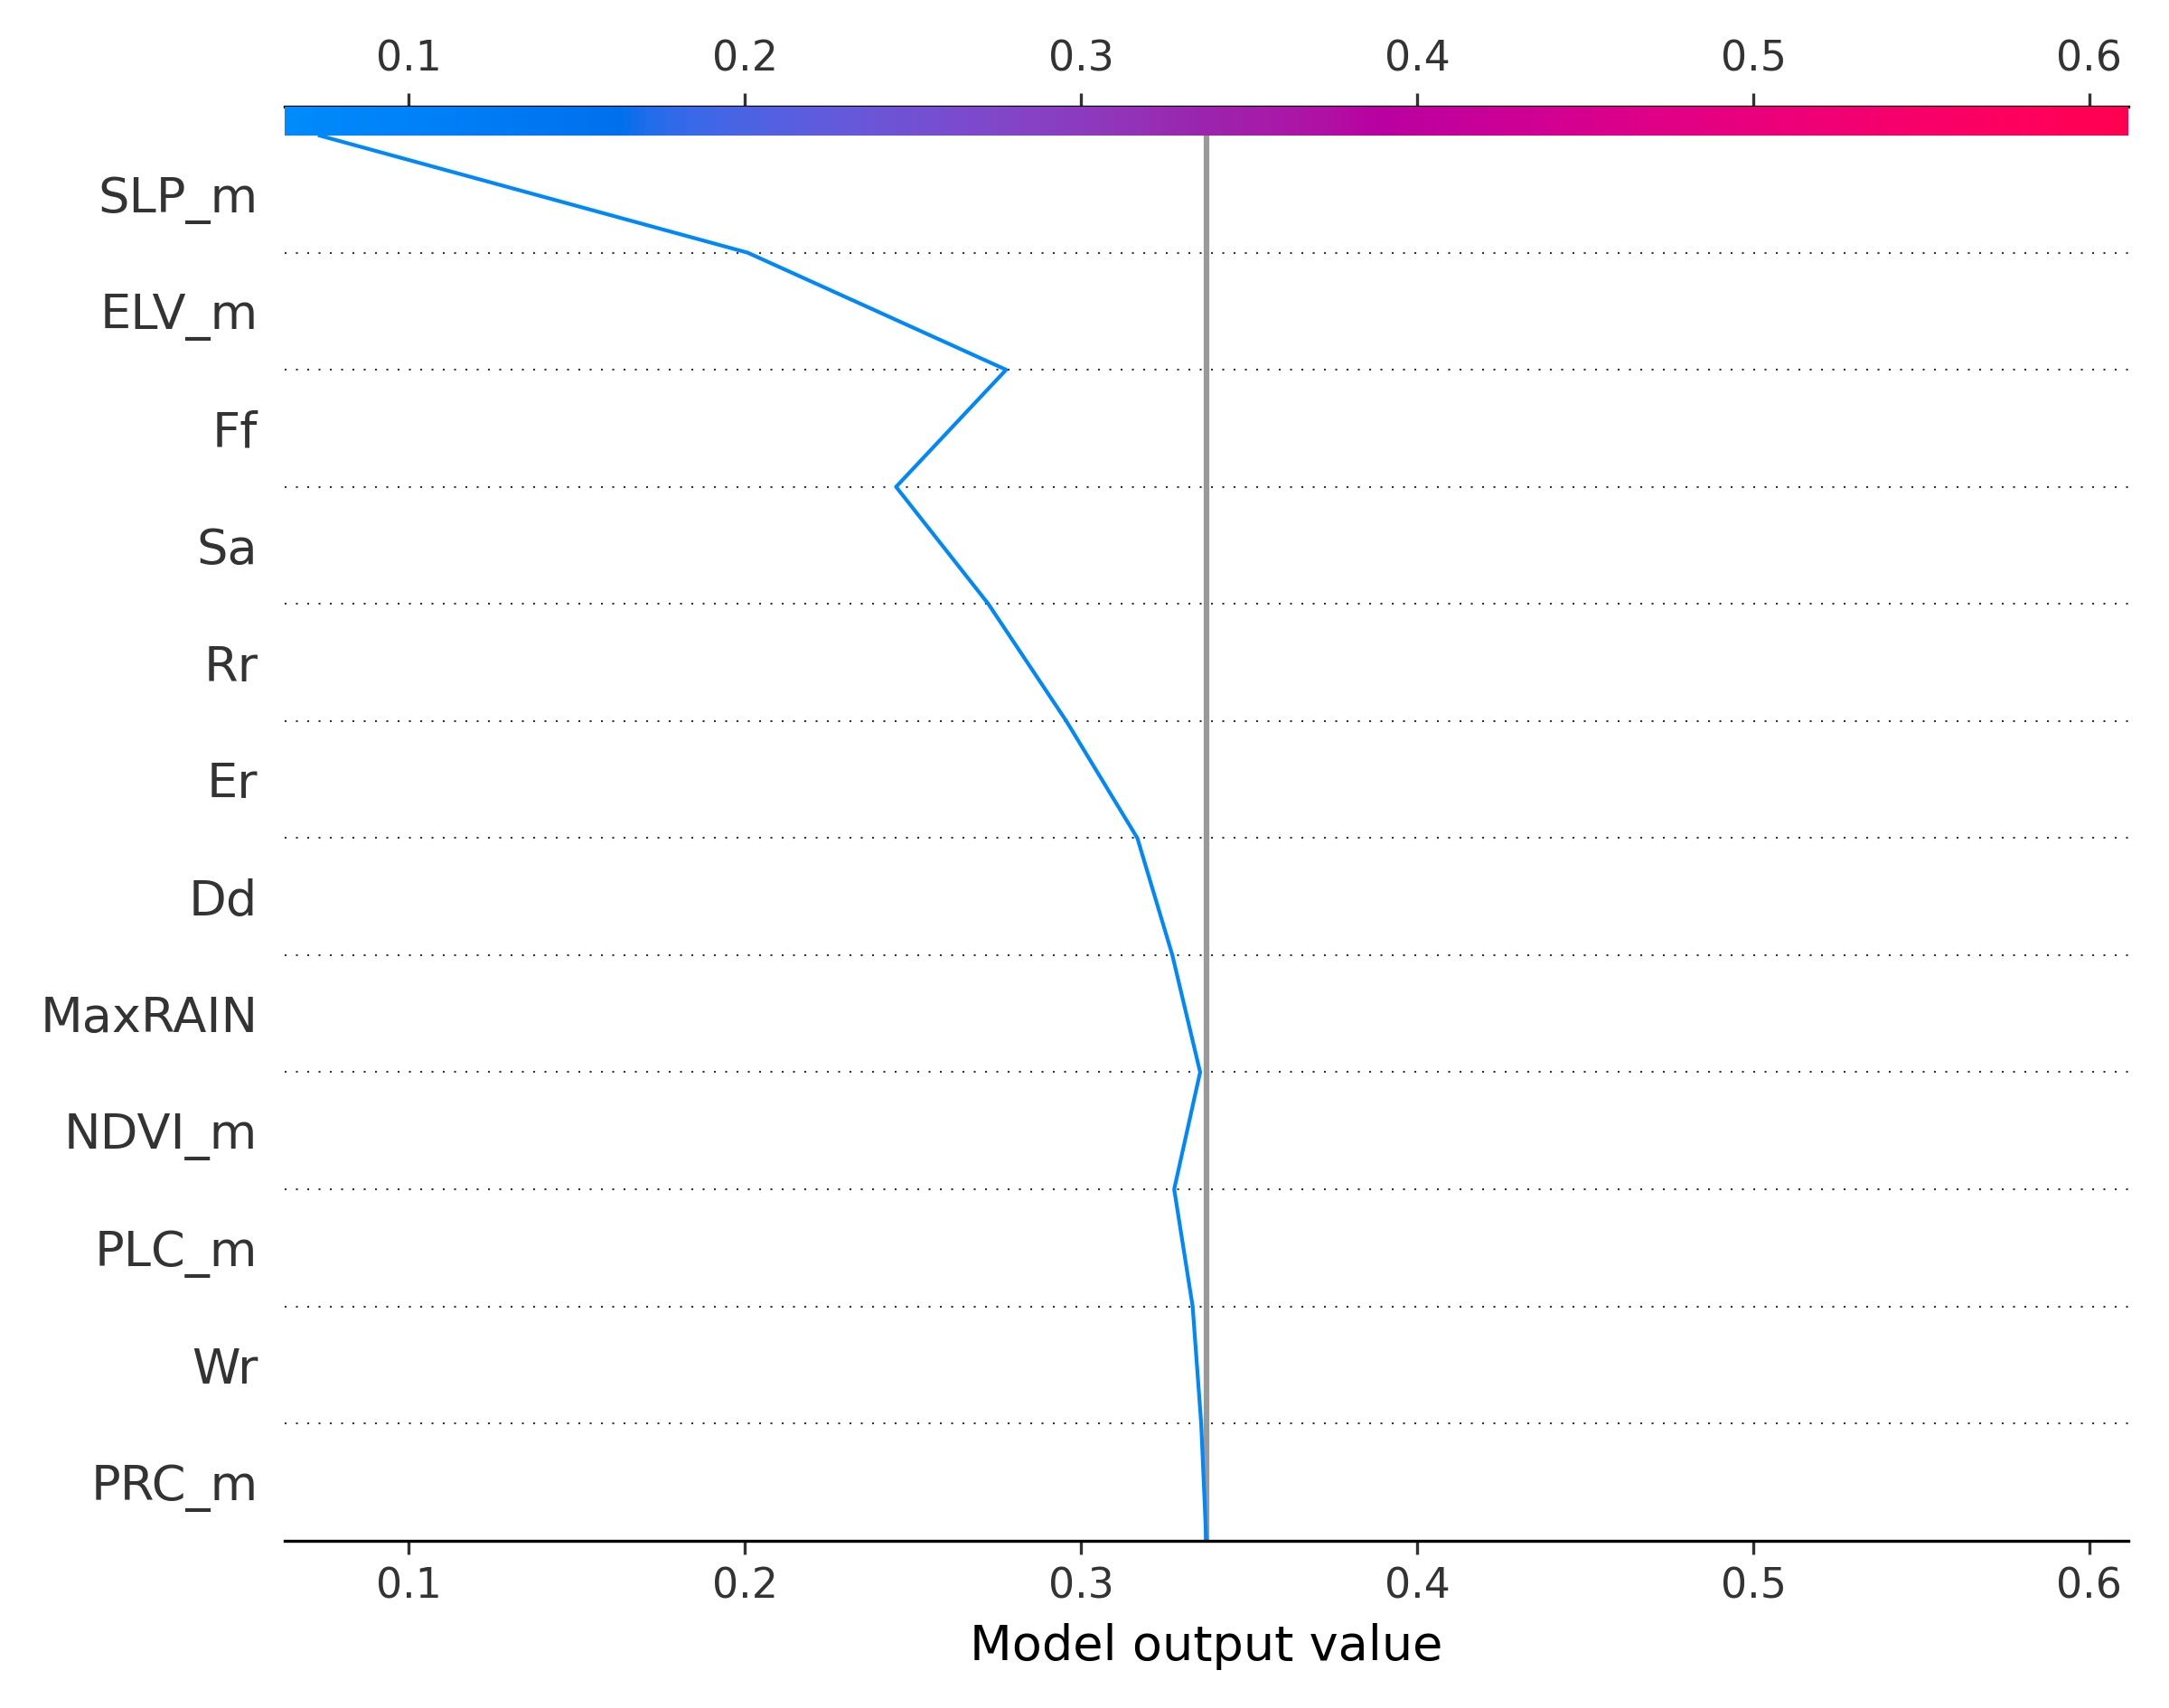 0.1 0.2 0.3 0.4 0.5 0.6
SLP_m
ELV_m
Ff
Sa
Rr
Er
Dd
MaxRAIN
NDVI_m
PLC_m
Wr
PRC_m
0.1 0.2 0.3 0.4 0.5 0.6
Model output value